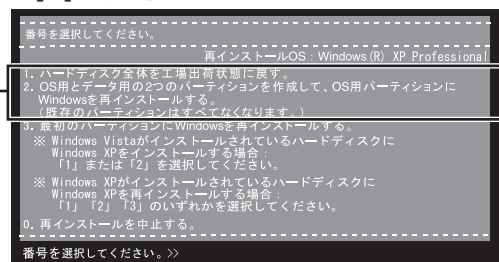 番号を選択してください。
再インストールOS：Windows(R) XP Professional
1. ハードディスク全体を工場出荷状態に戻す。
2. OS用とデータ用の2つのパーティションを作成して、OS用パーティションに
Windowsを再インストールする。
（既存のパーティションはすべてなくなります。）
3. 最初のパーティションにWindowsを再インストールする。
※ Windows Vistaがインストールされているハードディスクに
Windows XPをインストールする場合：
「1」または「2」を選択してください。
※ Windows XPがインストールされているハードディスクに
Windows XPを再インストールする場合：
「1」「2」「3」のいずれかを選択してください。
0. 再インストールを中止する。
番号を選択してください。>>